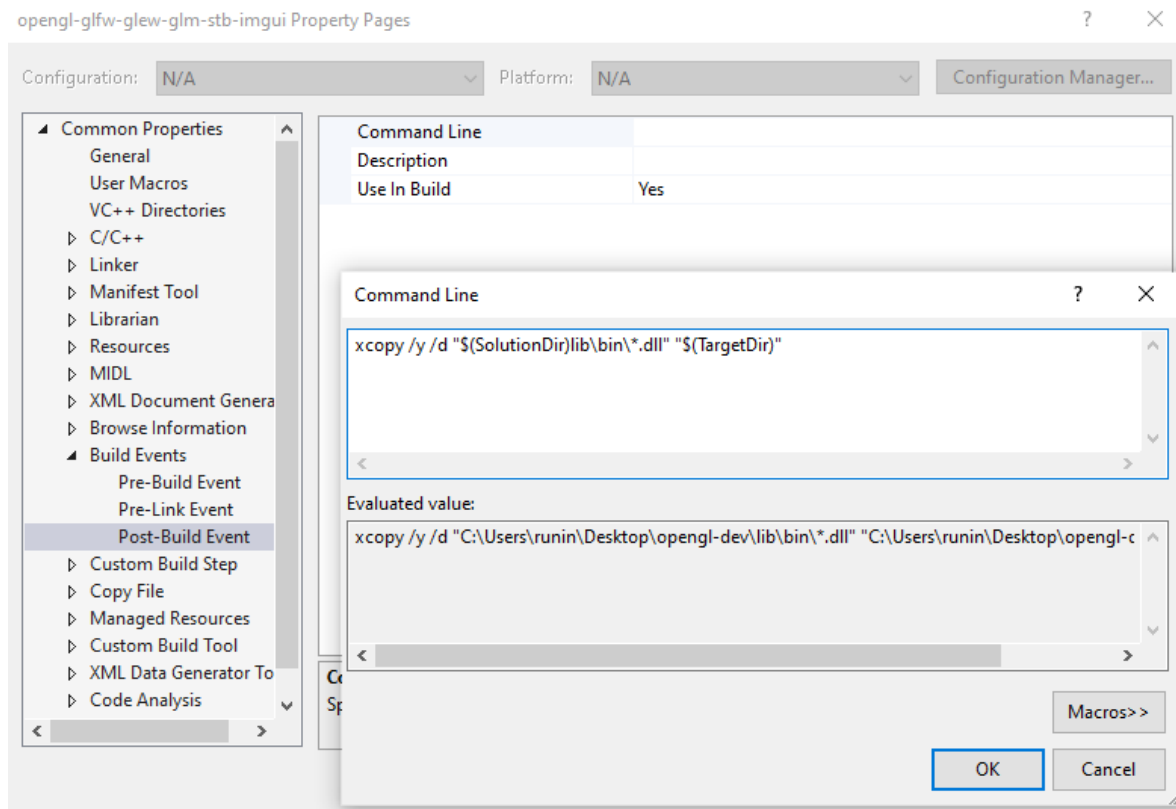 opengl-glfw-glew-glm-stb-imgui Property Pages
Configuration: N/A Platform: N/A Configuration Manager...
Common Properties
General
User Macros
VC++ Directories
C/C++
Linker
Manifest Tool
Librarian
Resources
MIDL
XML Document Genera
Browse Information
Build Events
Pre-Build Event
Pre-Link Event
Post-Build Event
Custom Build Step
Copy File
Managed Resources
Custom Build Tool
XML Data Generator To
Code Analysis
Command Line
Description
Use In Build Yes
Command Line
xcopy /y /d "$(SolutionDir)lib\bin\*.dll" "$(TargetDir)"
Evaluated value:
xcopy /y /d "C:\Users\runin\Desktop\opengl-dev\lib\bin\*.dll" "C:\Users\runin\Desktop\opengl-
Macros>>
OK Cancel